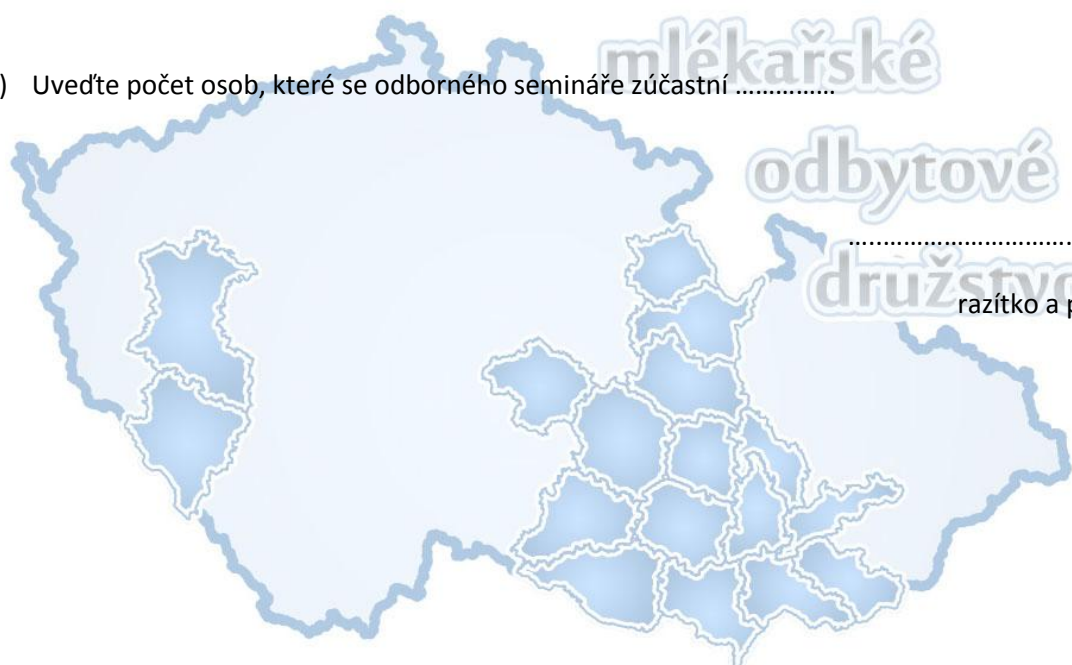 mlékařské
) Uveďte počet osob, které se odborného semináře zúčastní ……………
odbytové
……………………………
družstvo
razítko a p